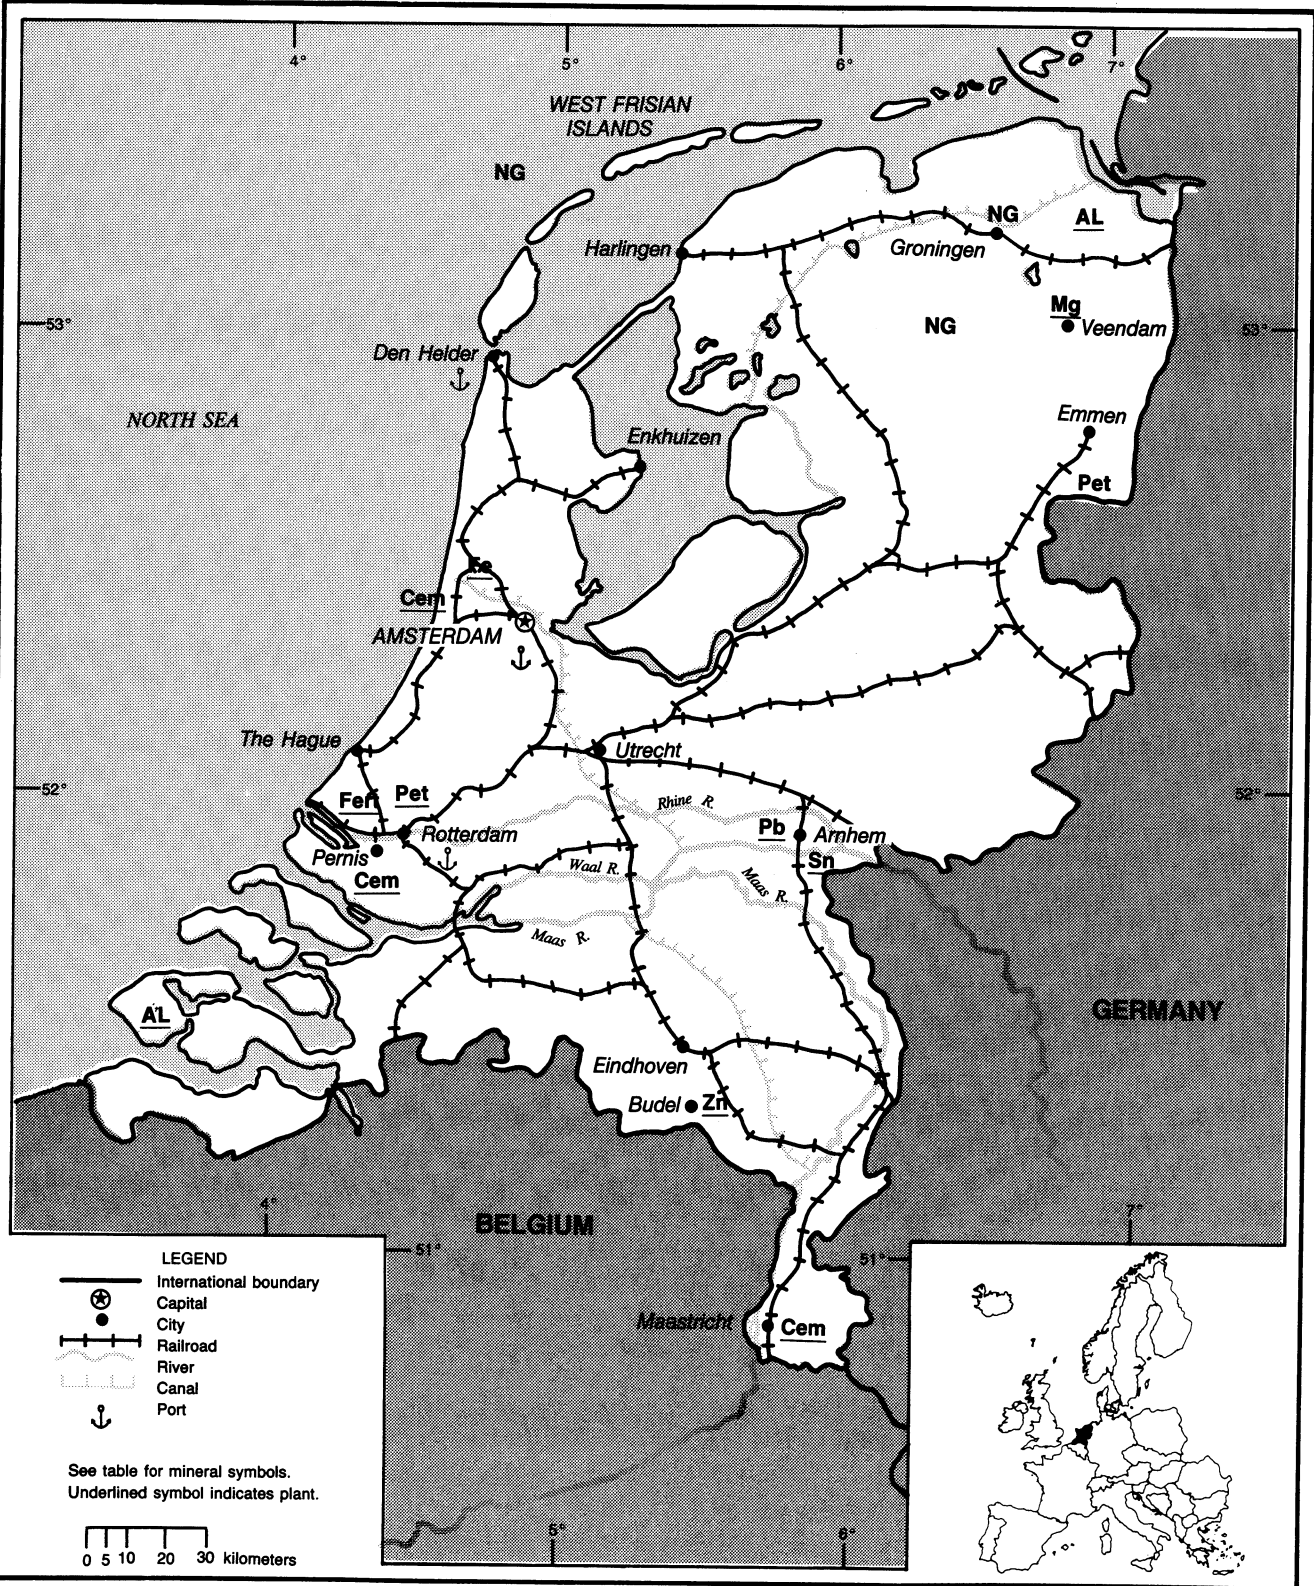 4°
5°
6°
7°
WEST FRISIAN
ISLANDS
NG
NG
AL
Harlingen
Groningen
Mg
53°
NG
Veendam
53°
Den Helder
NORTH SEA
Emmen
Enkhuizen
Pet
Fe
Cem
AMSTERDAM
The Hague
Utrecht
52°
Ferf
Pet
Rhine R.
52°
Rotterdam
Pb
Arnhem
Pernis
Waal R.
Sn
Cem
Maas R.
Maas R.
AL
GERMANY
Eindhoven
Budel
Zn
4°
BELGIUM
7°
51°
51°
LEGEND
International boundary
Capital
City
Railroad
River
Canal
Port
Maastricht
Cem
See table for mineral symbols.
Underlined symbol indicates plant.
0 5 10 20 30 kilometers
5°
6°